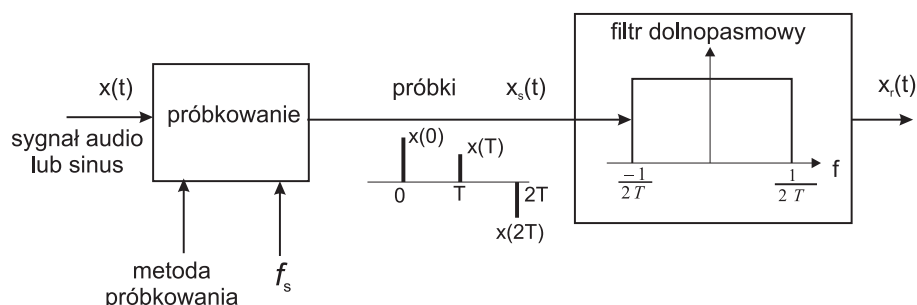 x(t)
sygnał audio
lub sinus
próbkowanie
metoda
próbkowania
fs
próbki
xs(t)
x(0)
x(T)
0
T
2T
x(2T)
filtr dolnopasmowy
f
-1
2T
1
2T
xr(t)